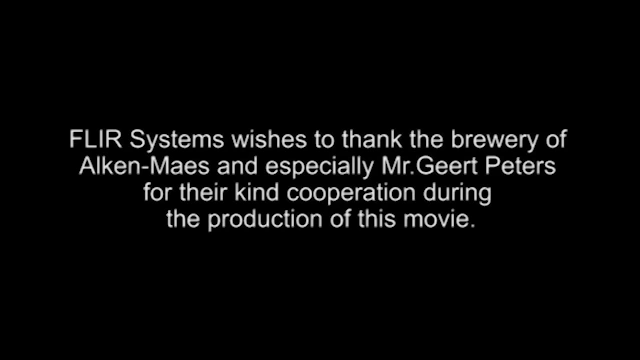 FLIR Systems wishes to thank the brewery of
Alken-Maes and especially Mr.Geert Peters
for their kind cooperation during
the production of this movie.